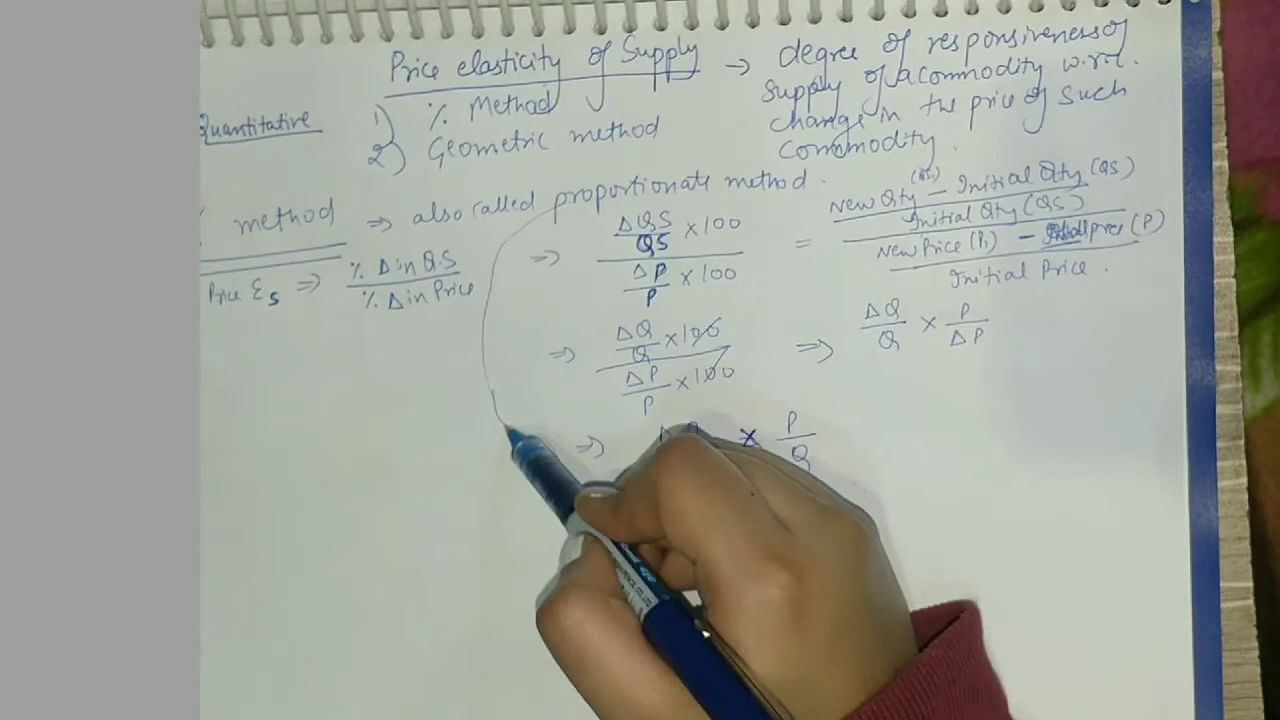 Price elasticity of Supply → degree of responsiveness of
supply of a commodity w.r.t.
change in the price of such
commodity.
Quantitative
1) % Method
2) Geometric method
% method ⇒ also called proportionate method.
Price Es ⇒ % Δ in Q.S / % Δ in Price
⇒ ΔQS/QS × 100 / ΔP/P × 100
= New Qty (QS1) – Initial Qty (QS) / Initial Qty (QS)
New Price (P1) – price (P) / Initial Price.
⇒ ΔQ/Q × 100 / ΔP/P × 100 ⇒ ΔQ/Q × P/ΔP
⇒ × P/Q